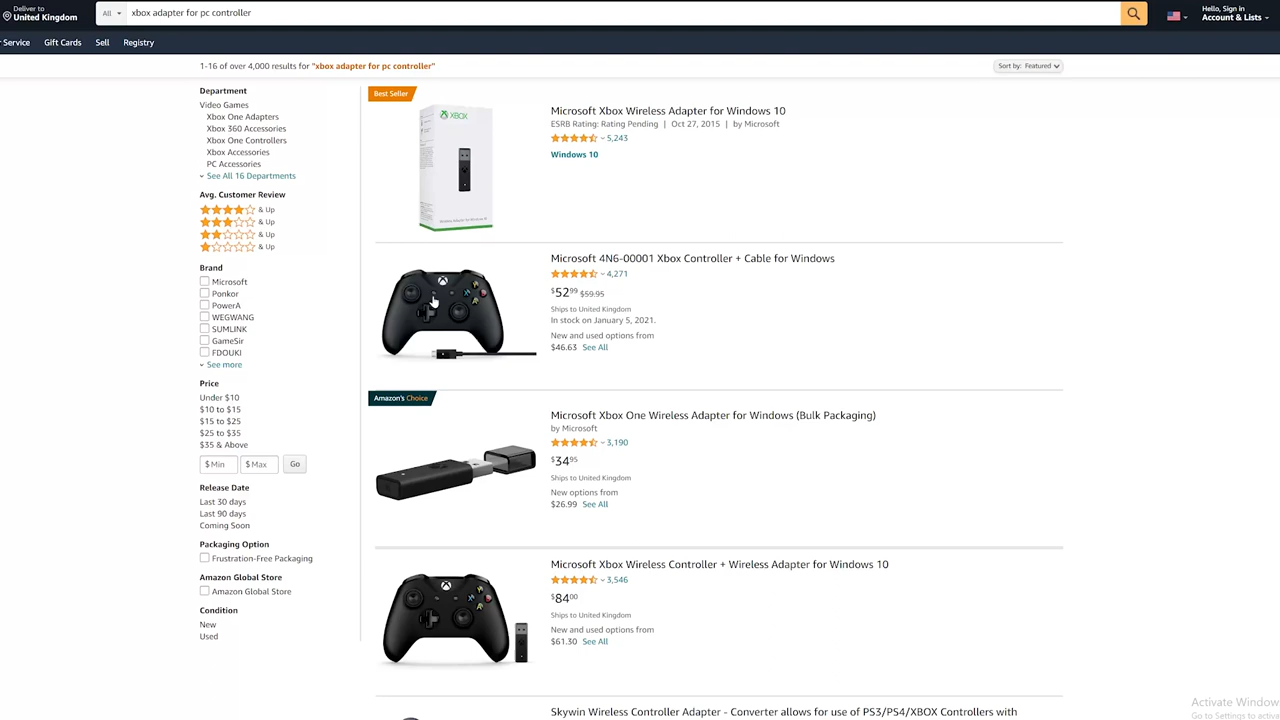 Deliver to
United Kingdom
All
xbox adapter for pc controller
Hello, Sign in
Account & Lists
Service
Gift Cards
Sell
Registry
1-16 of over 4,000 results for "xbox adapter for pc controller"
Sort by: Featured
Department
Video Games
Xbox One Adapters
Xbox 360 Accessories
Xbox One Controllers
Xbox Accessories
PC Accessories
See All 16 Departments
Avg. Customer Review
& Up
& Up
& Up
& Up
Brand
Microsoft
Ponkor
PowerA
WEGWANG
SUMLINK
GameSir
FDOUKI
See more
Price
Under $10
$10 to $15
$15 to $25
$25 to $35
$35 & Above
$ Min
$ Max
Go
Release Date
Last 30 days
Last 90 days
Coming Soon
Packaging Option
Frustration-Free Packaging
Amazon Global Store
Amazon Global Store
Condition
New
Used
Best Seller
XBOX
Microsoft Xbox Wireless Adapter for Windows 10
ESRB Rating: Rating Pending | Oct 27, 2015 | by Microsoft
5,243
Windows 10
Microsoft 4N6-00001 Xbox Controller + Cable for Windows
4,271
$52⁹⁹ $59.95
Ships to United Kingdom
In stock on January 5, 2021.
New and used options from
$46.63 See All
Amazon's Choice
Microsoft Xbox One Wireless Adapter for Windows (Bulk Packaging)
by Microsoft
3,190
$34⁹⁵
Ships to United Kingdom
New options from
$26.99 See All
Microsoft Xbox Wireless Controller + Wireless Adapter for Windows 10
3,546
$84⁰⁰
Ships to United Kingdom
New and used options from
$61.30 See All
Skywin Wireless Controller Adapter - Converter allows for use of PS3/PS4/XBOX Controllers with
Activate Window
Go to Settings to activ